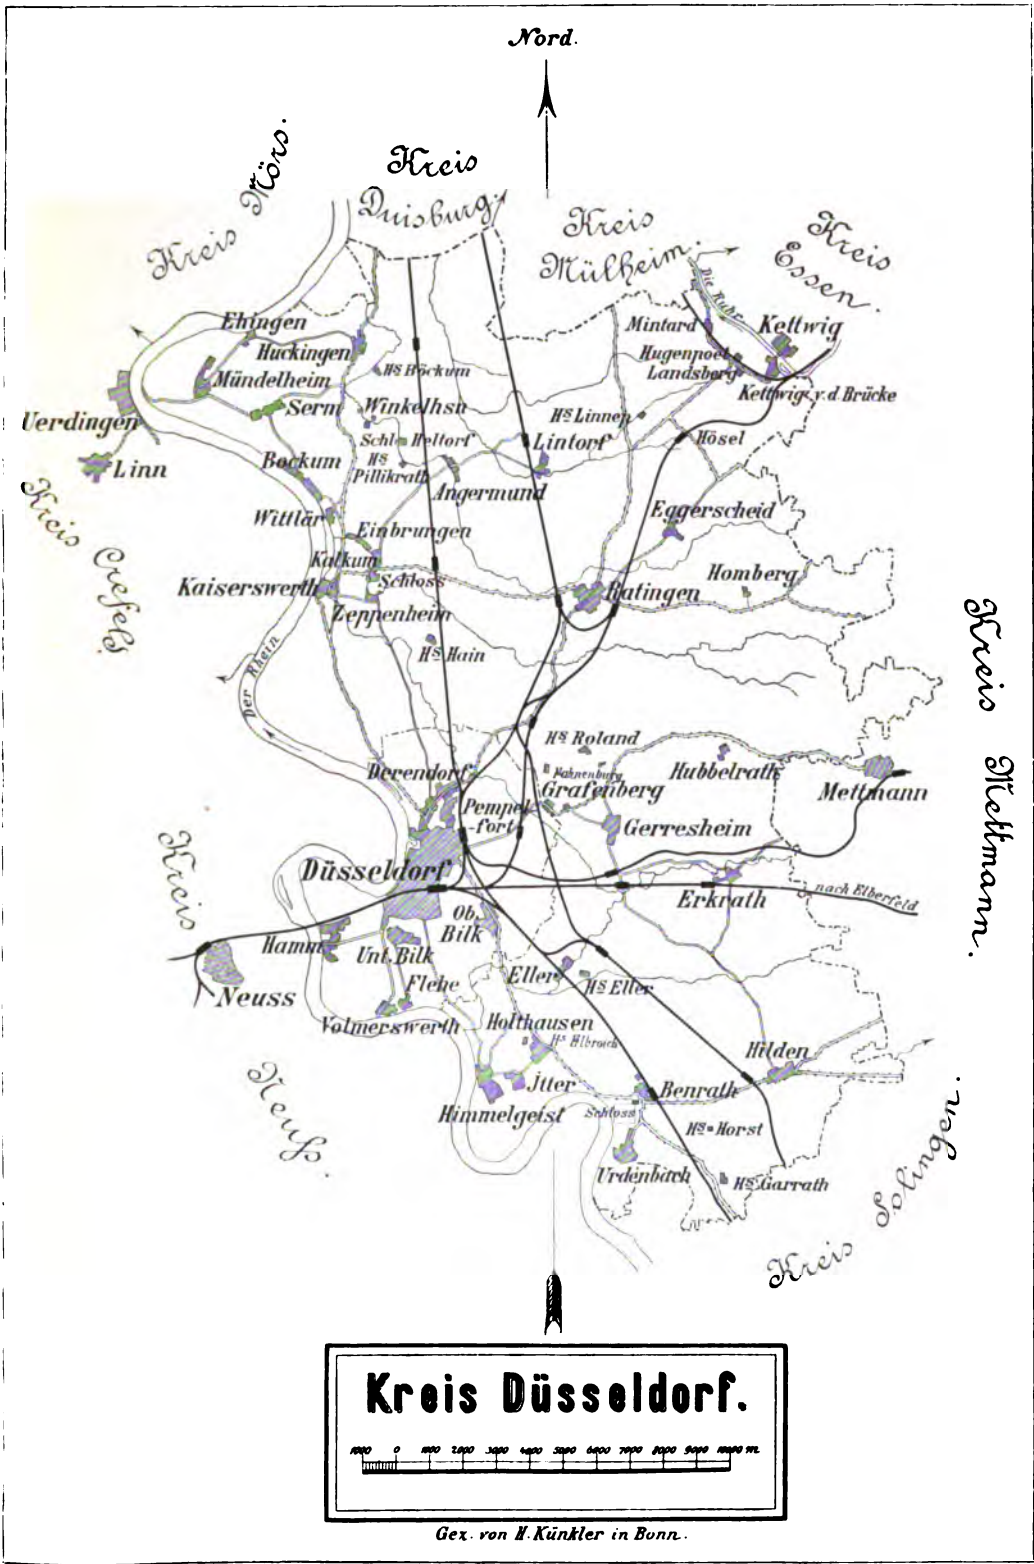 Nord.
Kreis Mörs.
Kreis
Duisburg.
Kreis
Mülheim.
Kreis
Essen.
Die Ruhr
Ehingen
Mintard
Kettwig
Huckingen
Hugenpoet
Hs Höckum
Landsberg
Mündelheim
Kettwig v. d. Brücke
Serm
Winkelhsn
Hs Linnep
Uerdingen
Schl. Heltorf
Lintorf
Hösel
Linn
Bockum
Hs
Pillikrath
Angermund
Wittlär
Eggerscheid
Einbrungen
Kreis Crefeld.
Kalkum
Schloss
Homberg
Kaiserswerth
Ratingen
Zeppenheim
Hs Hain
Der Rhein
Kreis Mettmann.
Hs Roland
Derendorf
Hahnenburg
Hubbelrath
Grafenberg
Mettmann
Pempel
-fort
Gerresheim
Düsseldorf
Erkrath
nach Elberfeld
Kreis
Neuß.
Ob.
Bilk
Hamm
Unt. Bilk
Neuss
Flehe
Eller
Hs Eller
Volmerswerth
Holthausen
Hs Elbroich
Hilden
Jtter
Benrath
Himmelgeist
Schloss
Hs Horst
Urdenbach
Hs Garrath
Kreis Solingen.
Kreis Düsseldorf.
1000 0 1000 2000 3000 4000 5000 6000 7000 8000 9000 10000 m
Gez. von H. Künkler in Bonn.